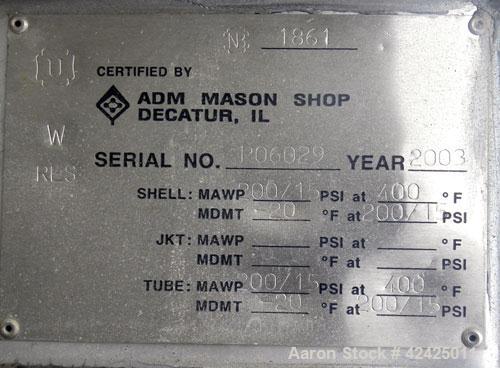 N 1861
U
CERTIFIED BY
ADM MASON SHOP
DECATUR, IL
W
SERIAL NO. P06029 YEAR 2003
SHELL: MAWP 200/15 PSI at 400 °F
MDMT -20 °F at 200/15 PSI
JKT: MAWP PSI at °F
MDMT °F at PSI
TUBE: MAWP 200/15 PSI at 400 °F
MDMT -20 °F at 200/15 PSI
Aaron Stock #